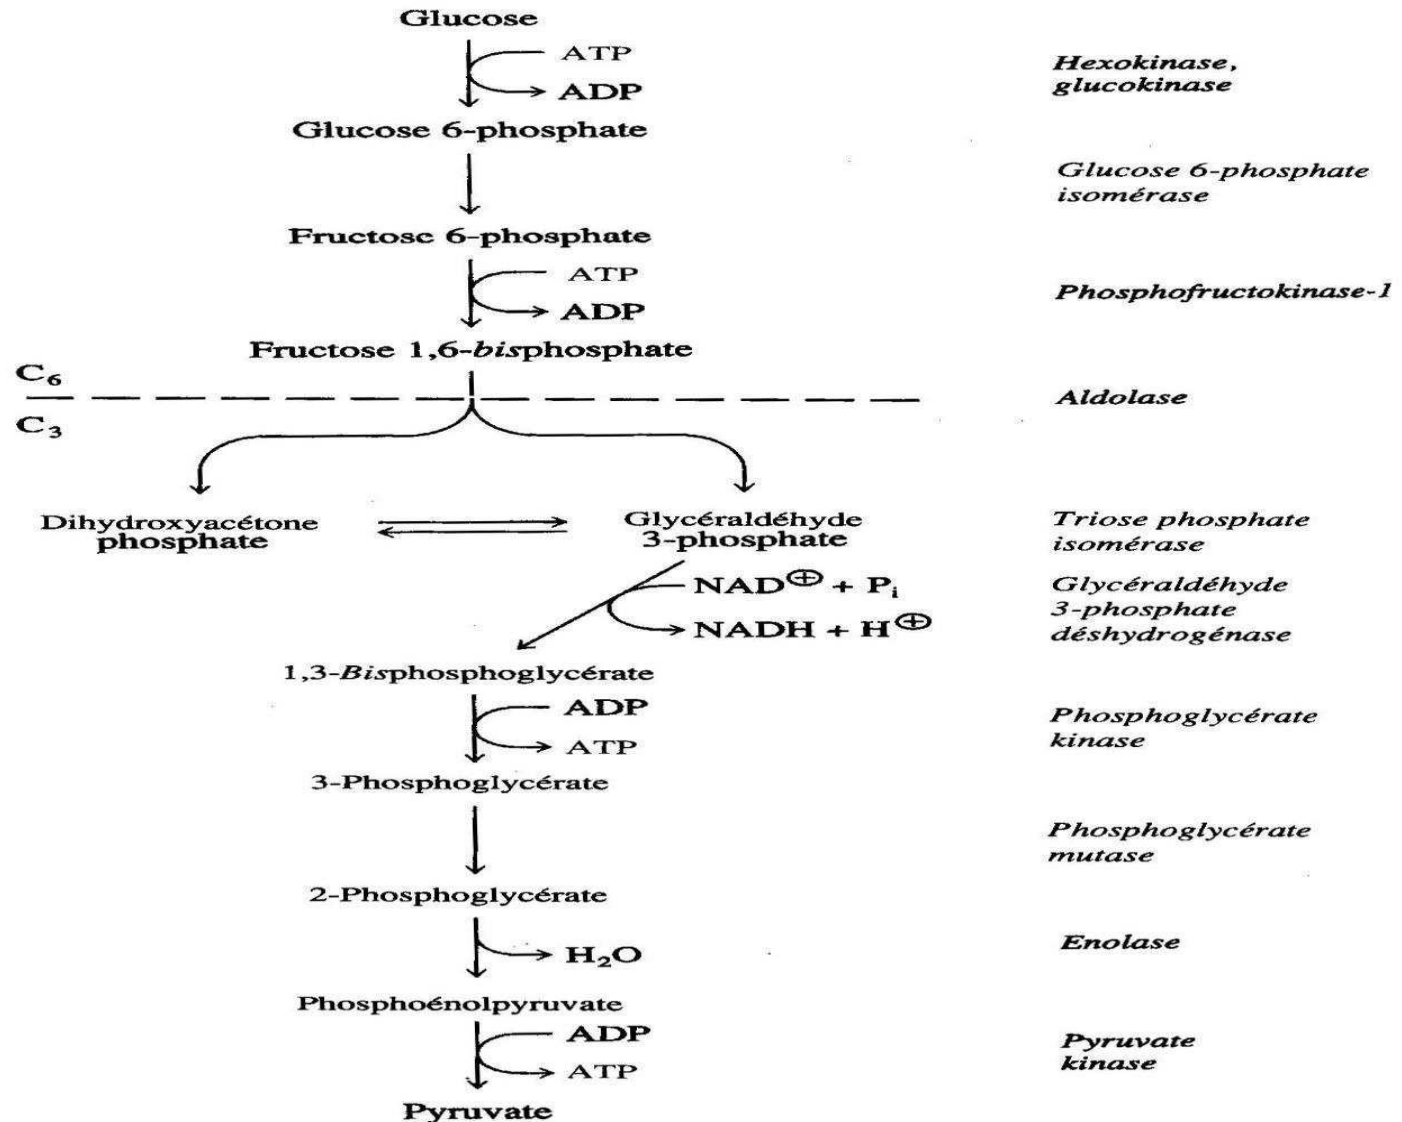 Glucose
ATP
Hexokinase,
glucokinase
ADP
Glucose 6-phosphate
Glucose 6-phosphate
isomérase
Fructose 6-phosphate
ATP
Phosphofructokinase-1
ADP
Fructose 1,6-bisphosphate
C₆
Aldolase
C₃
Dihydroxyacétone
phosphate
Glycéraldéhyde
3-phosphate
Triose phosphate
isomérase
NAD⊕ + Pᵢ
NADH + H⊕
Glycéraldéhyde
3-phosphate
déshydrogénase
1,3-Bisphosphoglycérate
ADP
ATP
Phosphoglycérate
kinase
3-Phosphoglycérate
Phosphoglycérate
mutase
2-Phosphoglycérate
H₂O
Enolase
Phosphoénolpyruvate
ADP
ATP
Pyruvate
kinase
Pyruvate